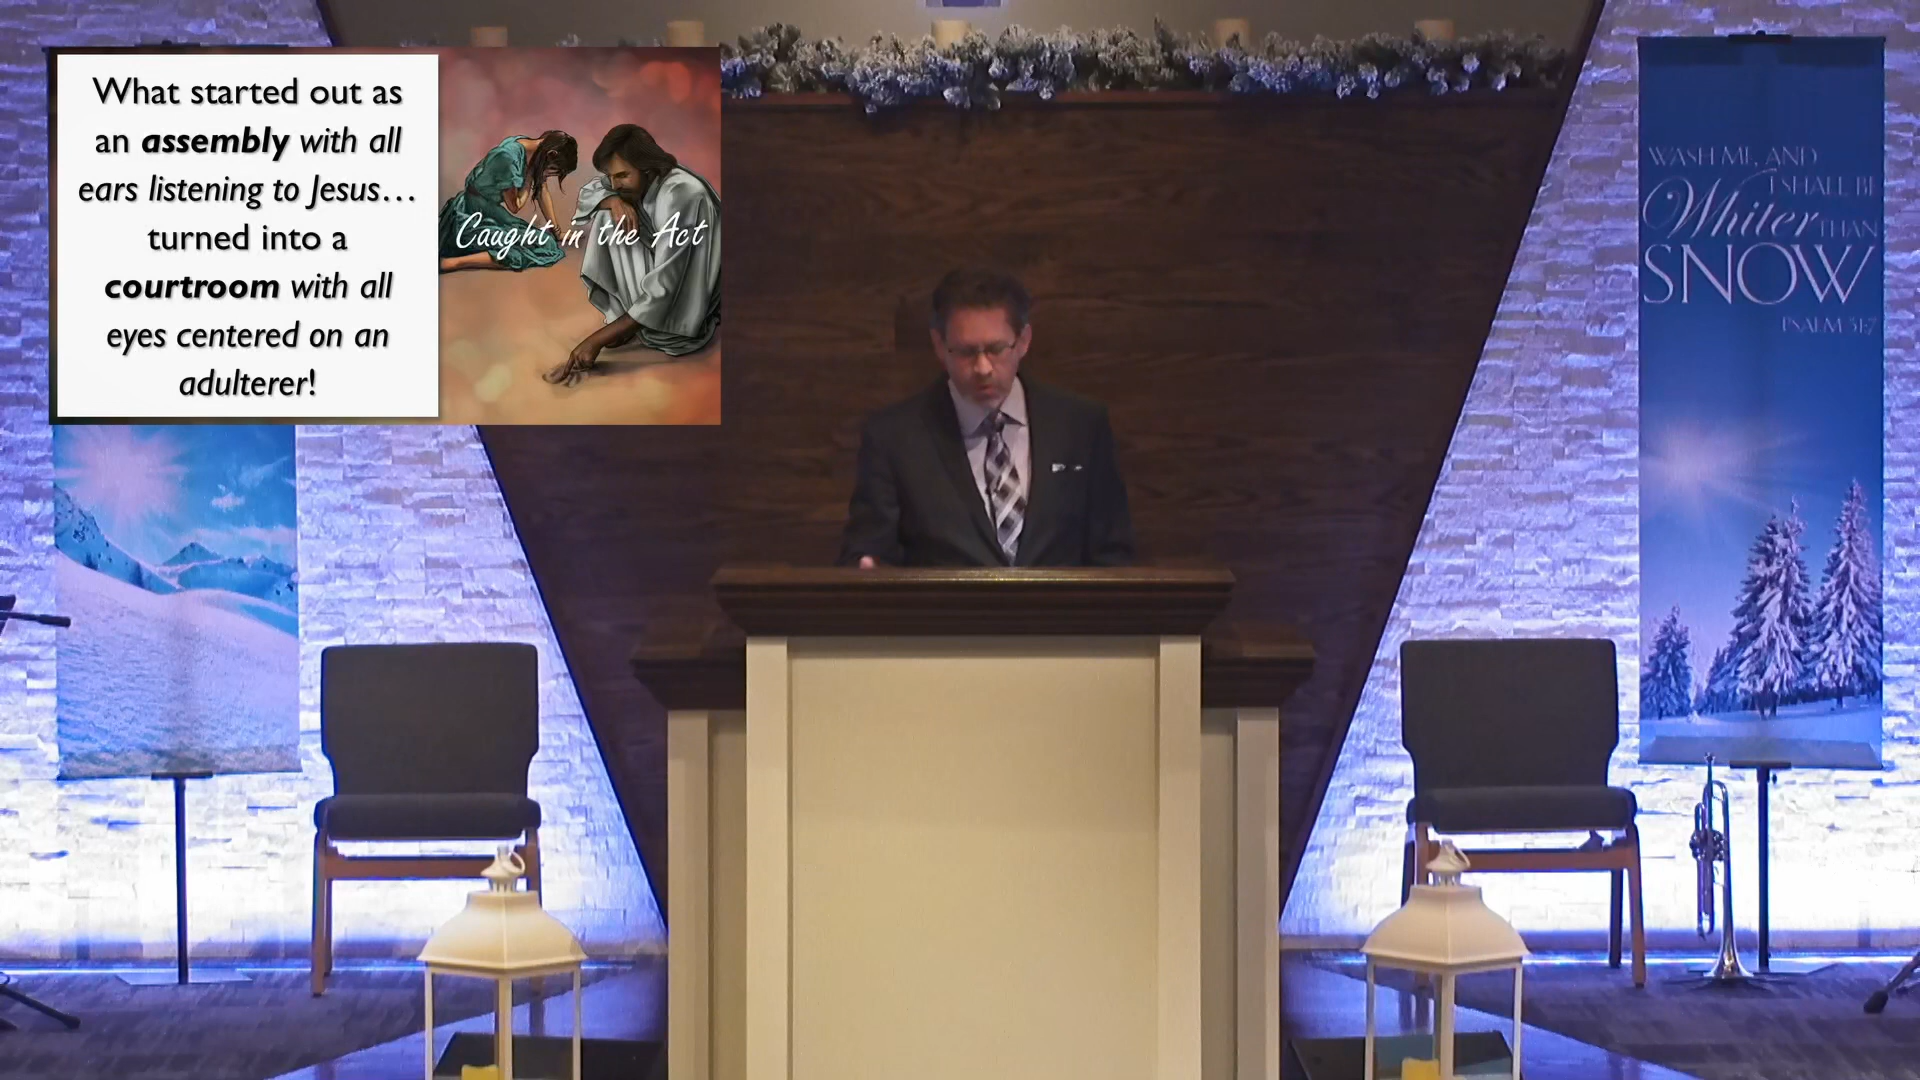 What started out as
an assembly with all
ears listening to Jesus...
turned into a
courtroom with all
eyes centered on an
adulterer!
Caught in the Act
WASH ME, AND
I SHALL BE
Whiter THAN
SNOW
PSALM 51:7